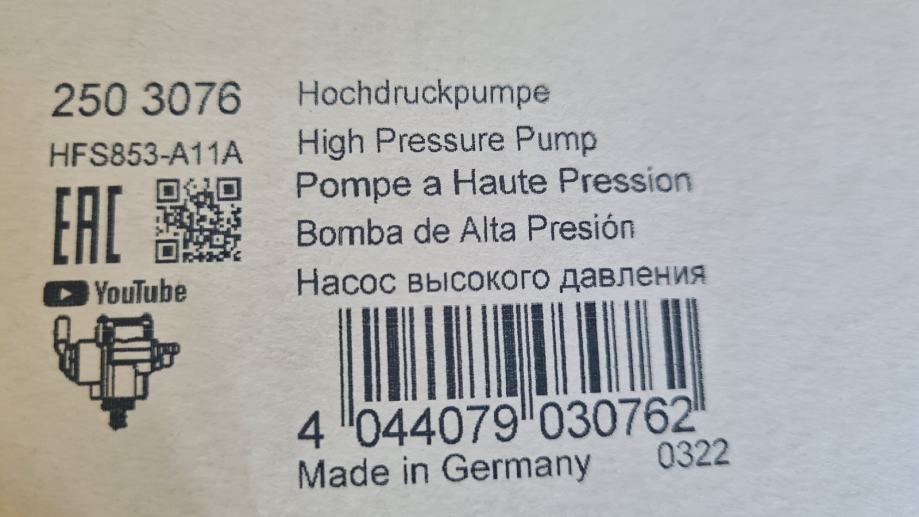 250 3076
HFS853-A11A
EAC
YouTube
Hochdruckpumpe
High Pressure Pump
Pompe a Haute Pression
Bomba de Alta Presión
Насос высокого давления
4 044079 030762
Made in Germany 0322